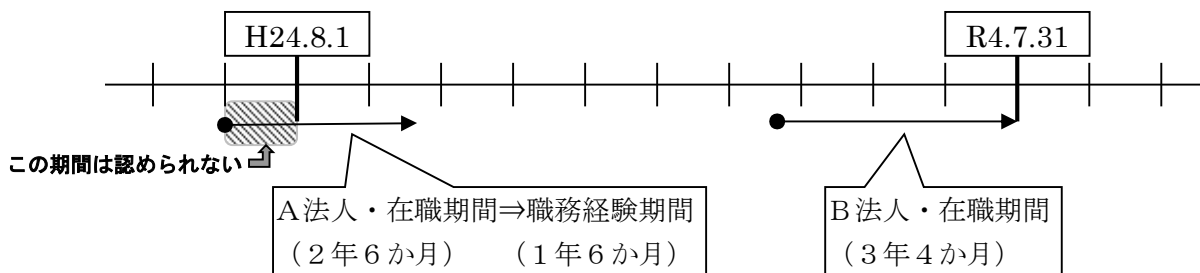 H24.8.1
R4.7.31
この期間は認められない
A法人・在職期間⇒職務経験期間
（２年６か月）　　（１年６か月）
B法人・在職期間
（３年４か月）